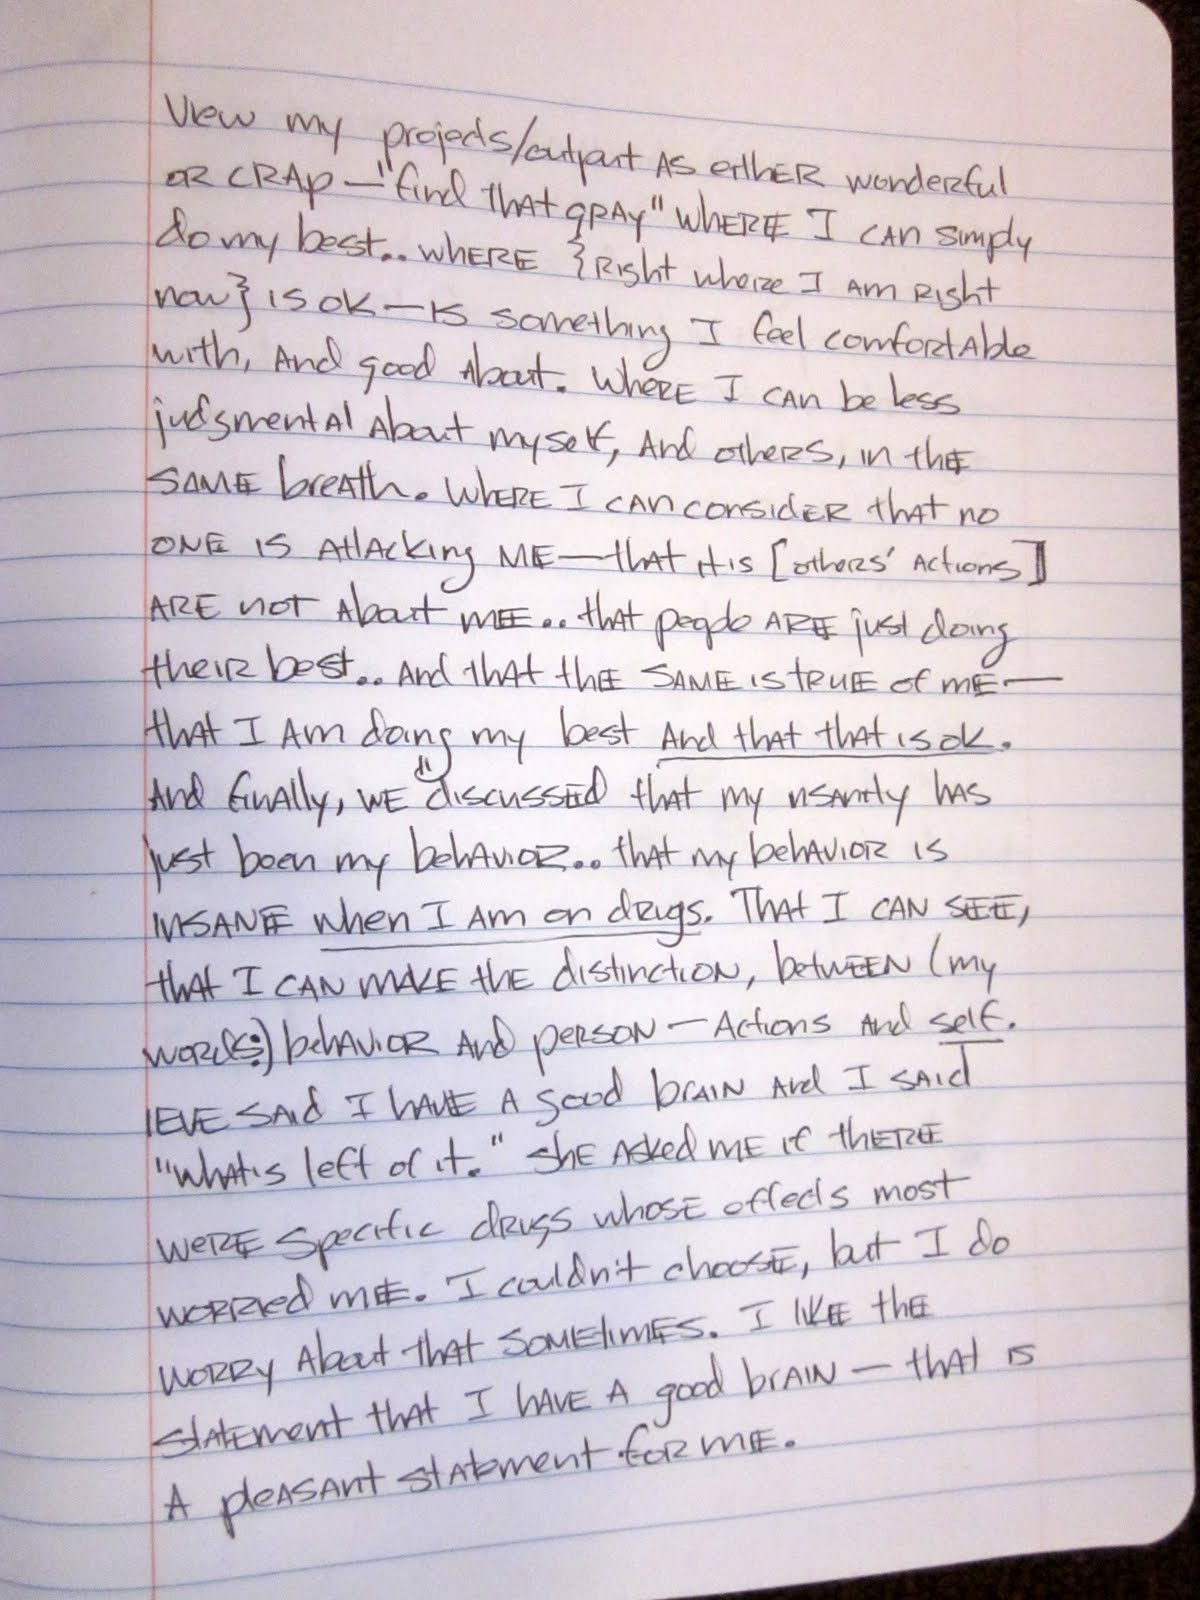 View my projects/output AS EitHER wonderful
OR CRAp — "find tHAt gRAy" WHERE I CAN simply
do my best.. WHERE {Right where I AM Right
now} is ok — is something I feel comfortAble
with, And good About. WHERE I CAN be less
judgmentAl About myself, And others, in thE
SAME breAth. WHERE I CAN consider that no
ONE is AttAcking ME — that it is [others' Actions]
ARE not About ME.. that people ARE just doing
their best.. And that the SAME is true of ME —
that I AM doing my best And that that is ok.
And finally, WE "discussed that my insanity has
just been my behavior.. that my behavior is
INSANE when I AM on drugs. That I CAN SEE,
that I CAN MAKE the distinction, between (my
words:) behavior And person — Actions And self.
IEVE SAid I HAVE A good brAIN And I SAid
"what's left of it." SHE Asked ME if thERE
WERE Specific drugs whose effects most
worried ME. I couldn't choose, but I do
worry About that sometimes. I like the
statement that I HAVE A good brAIN — that is
A pleAsAnt statement for ME.